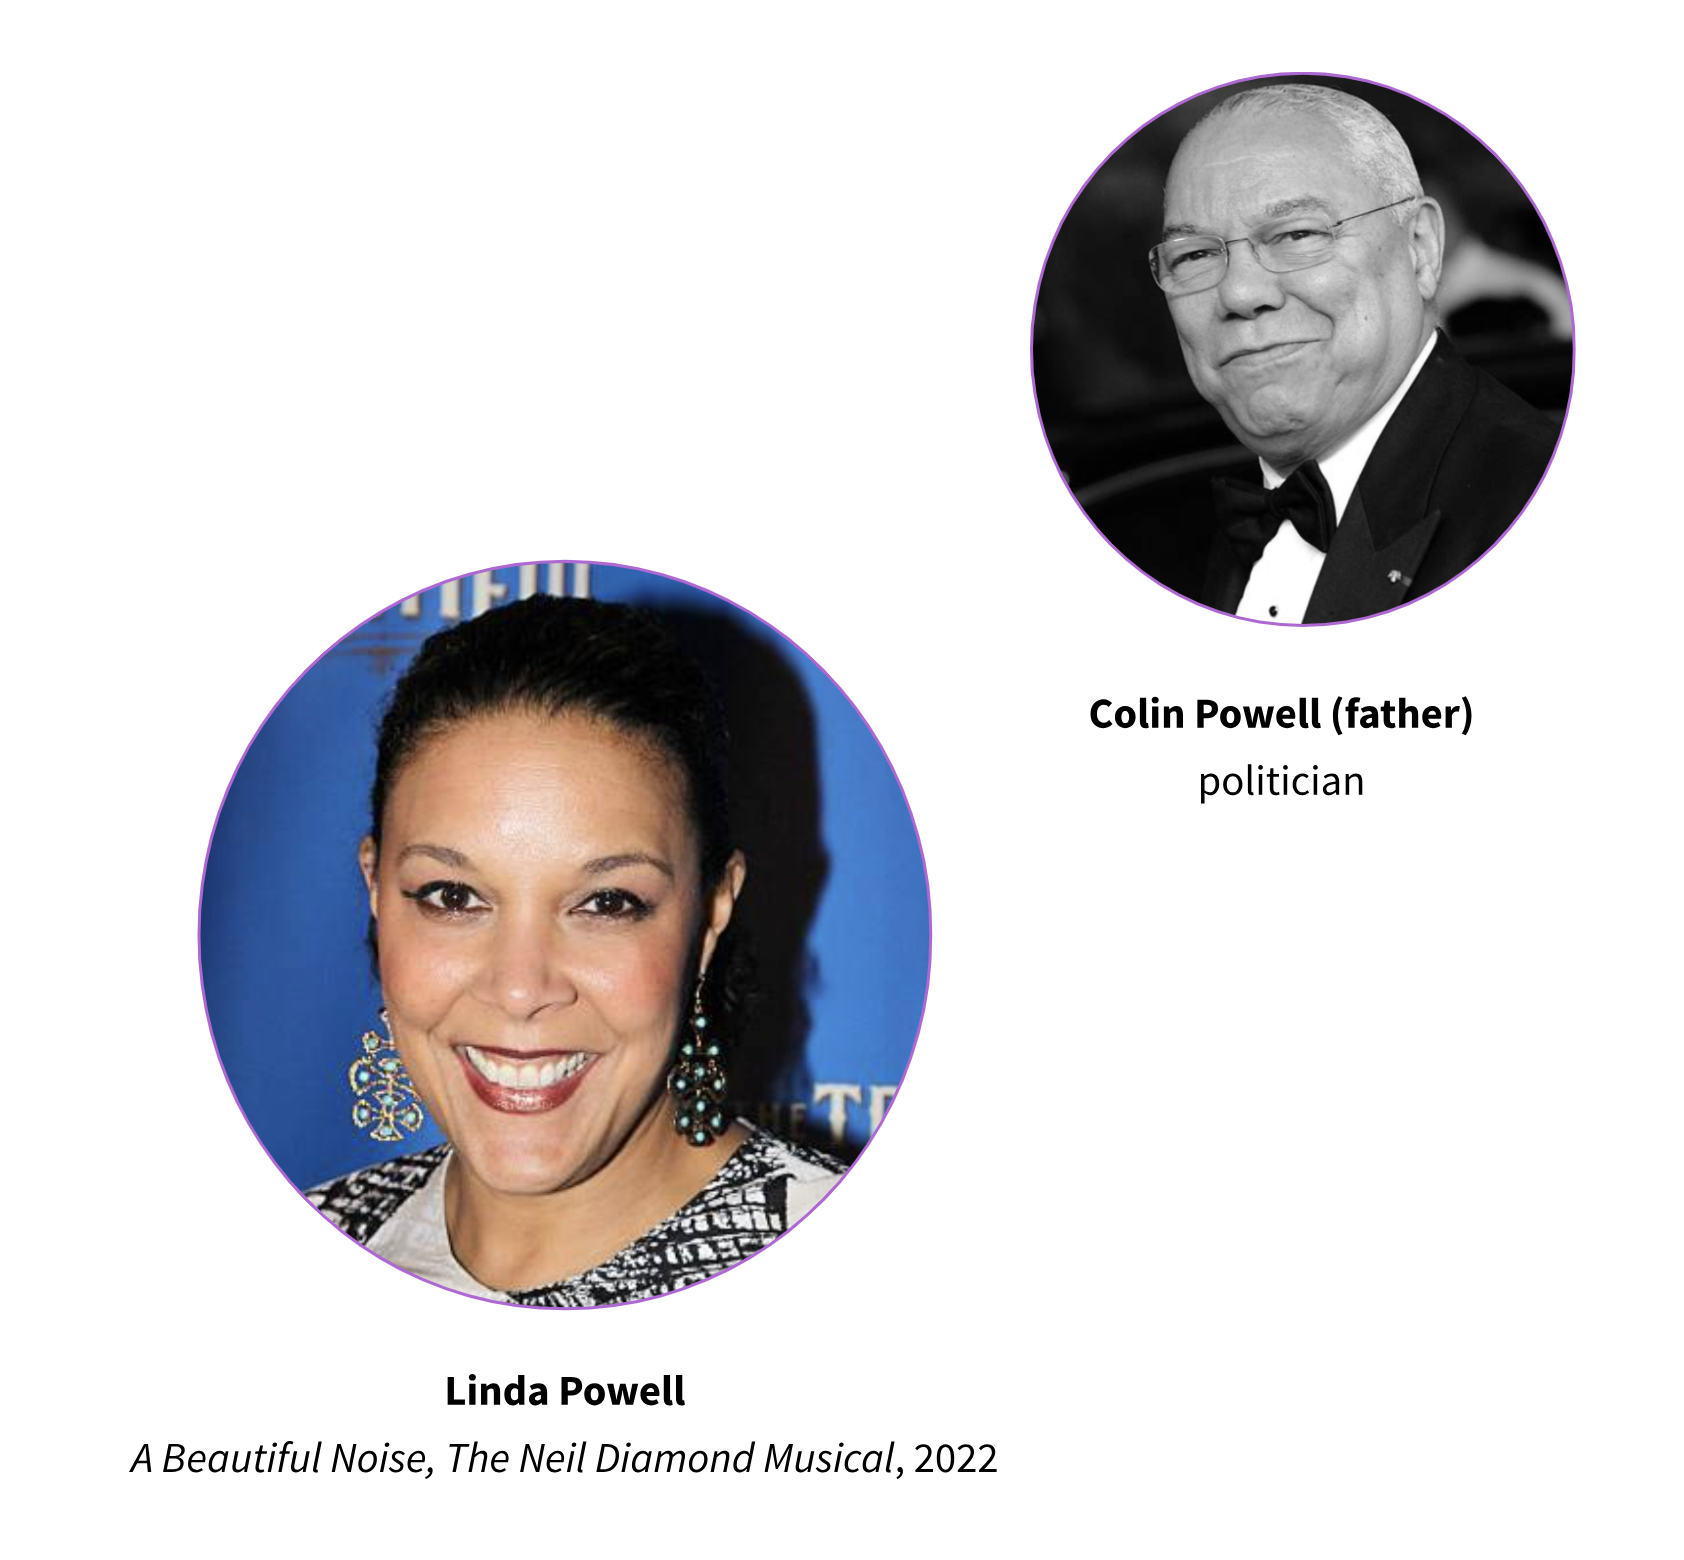 Colin Powell (father)
politician
Linda Powell
A Beautiful Noise, The Neil Diamond Musical, 2022